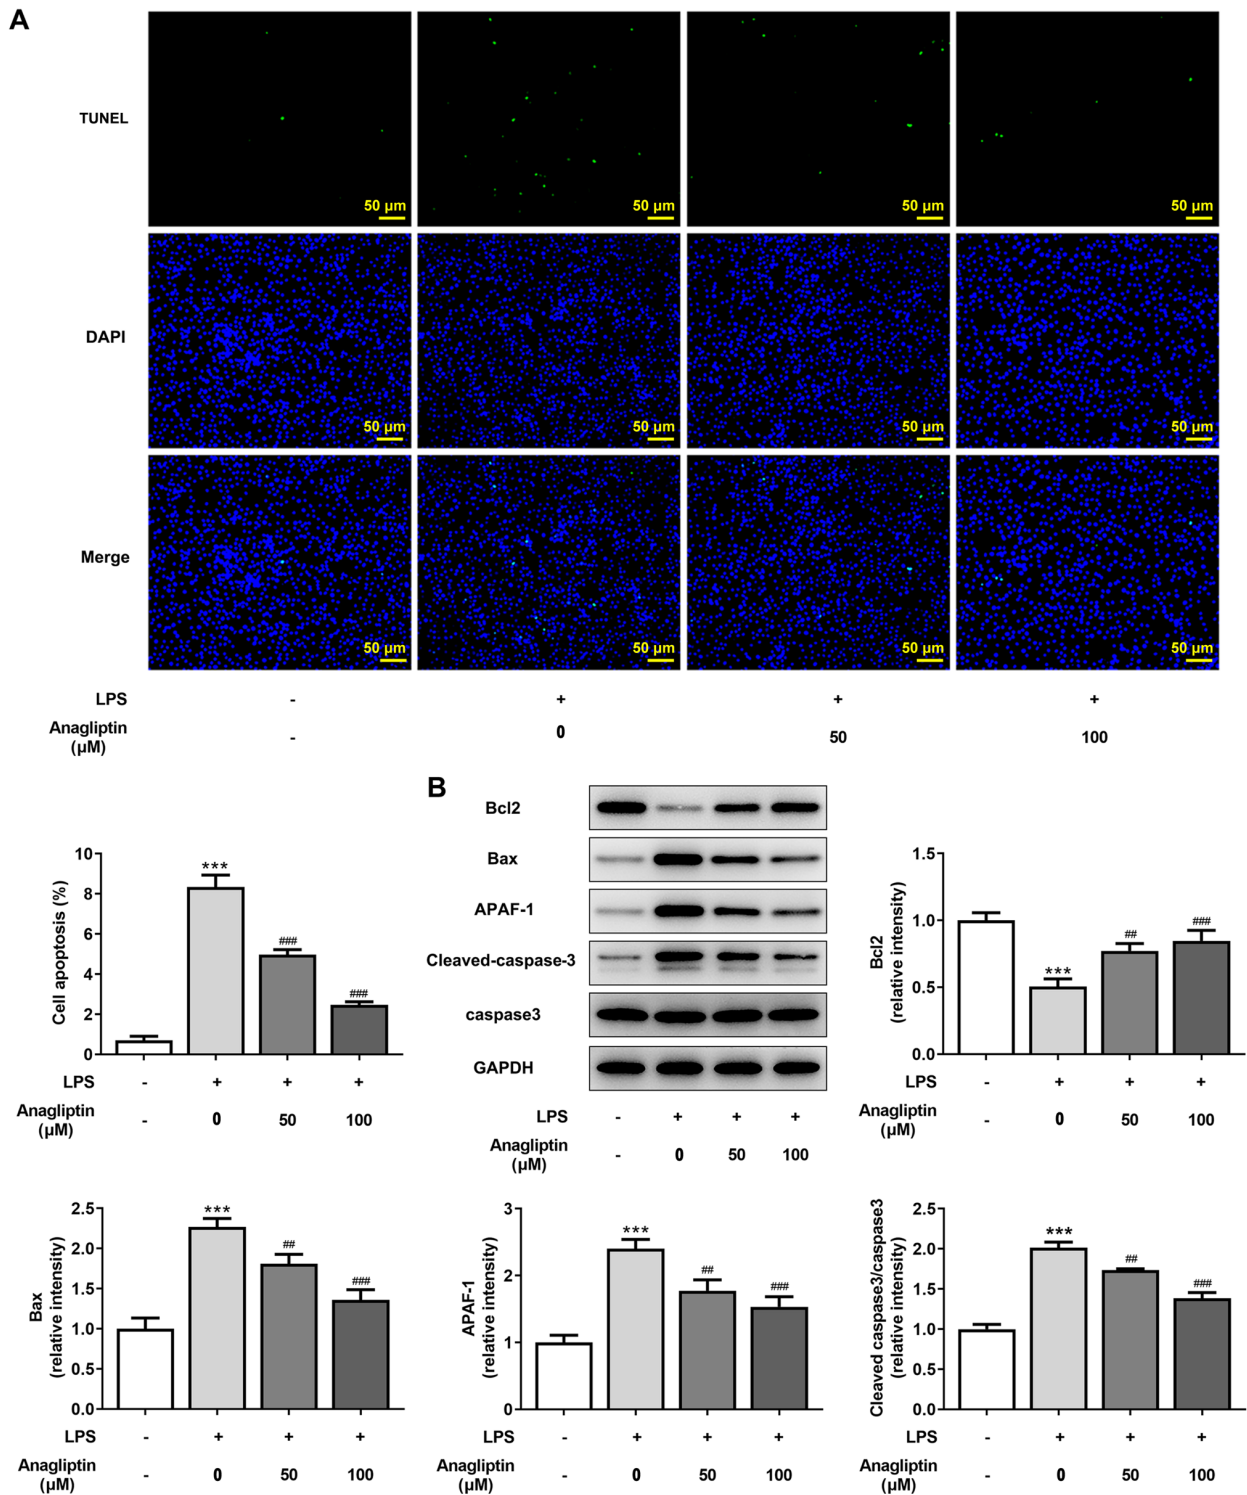 A
TUNEL
50 µm 50 µm 50 µm 50 µm
DAPI
50 µm 50 µm 50 µm 50 µm
Merge
50 µm 50 µm 50 µm 50 µm
LPS - + + +
Anagliptin
(µM) - 0 50 100
B
Bcl2
Bax
APAF-1
Cleaved-caspase-3
caspase3
GAPDH
LPS - + + +
Anagliptin
(µM) - 0 50 100
Cell apoptosis (%)
10
8
6
4
2
0
*** ### ###
LPS - + + +
Anagliptin
(µM) - 0 50 100
Bcl2
(relative intensity)
1.5
1.0
0.5
0.0
*** ## ###
LPS - + + +
Anagliptin
(µM) - 0 50 100
Bax
(relative intensity)
2.5
2.0
1.5
1.0
0.5
0.0
*** ## ###
LPS - + + +
Anagliptin
(µM) - 0 50 100
APAF-1
(relative intensity)
3
2
1
0
*** ## ###
LPS - + + +
Anagliptin
(µM) - 0 50 100
Cleaved caspase3/caspase3
(relative intensity)
2.5
2.0
1.5
1.0
0.5
0.0
*** ## ###
LPS - + + +
Anagliptin
(µM) - 0 50 100